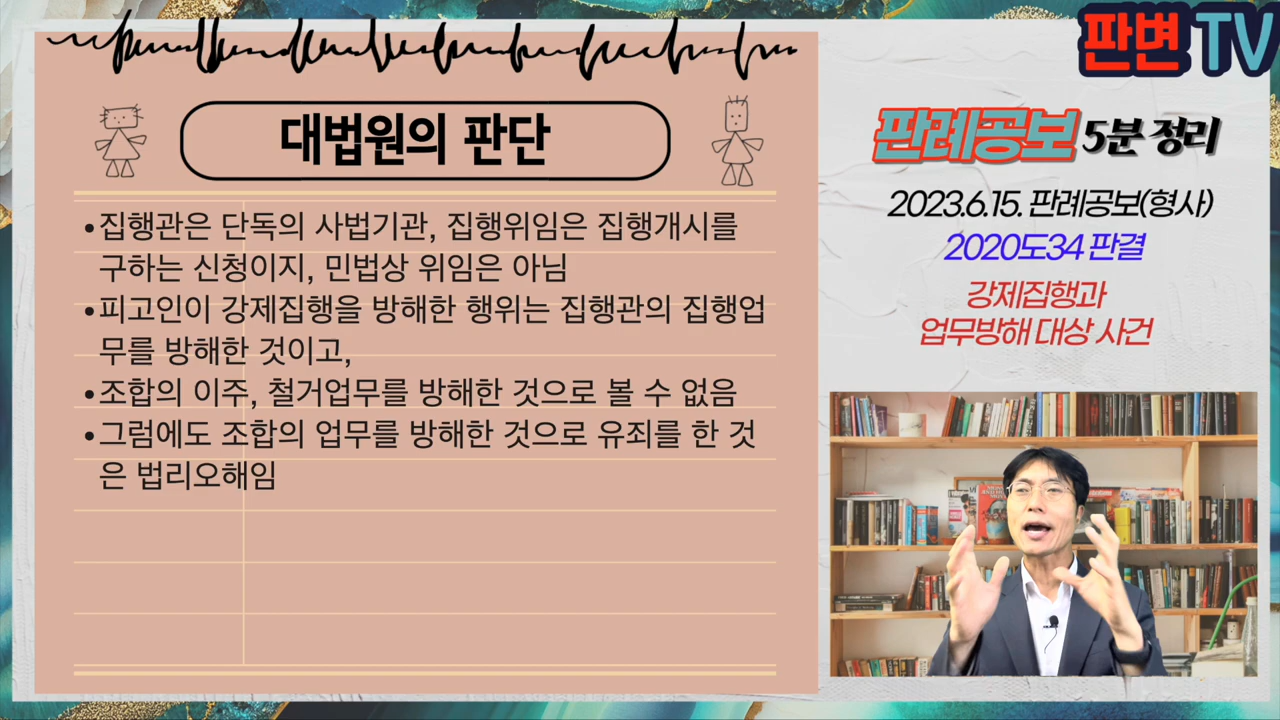 판변 TV
대법원의 판단
•집행관은 단독의 사법기관, 집행위임은 집행개시를
구하는 신청이지, 민법상 위임은 아님
•피고인이 강제집행을 방해한 행위는 집행관의 집행업
무를 방해한 것이고,
•조합의 이주, 철거업무를 방해한 것으로 볼 수 없음
•그럼에도 조합의 업무를 방해한 것으로 유죄를 한 것
은 법리오해임
판례공보 5분 정리
2023.6.15. 판례공보(형사)
2020도34 판결
강제집행과
업무방해 대상 사건